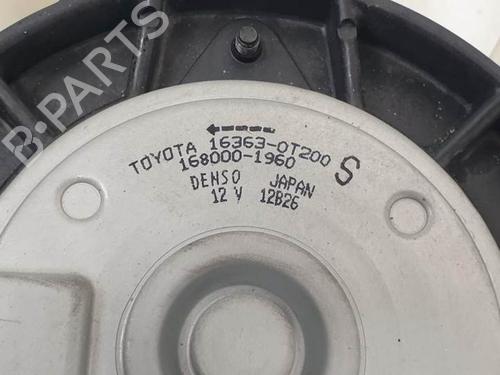 B-PARTS
TOYOTA 16363-0T200 S
168000-1960
DENSO JAPAN
12 V 12B26